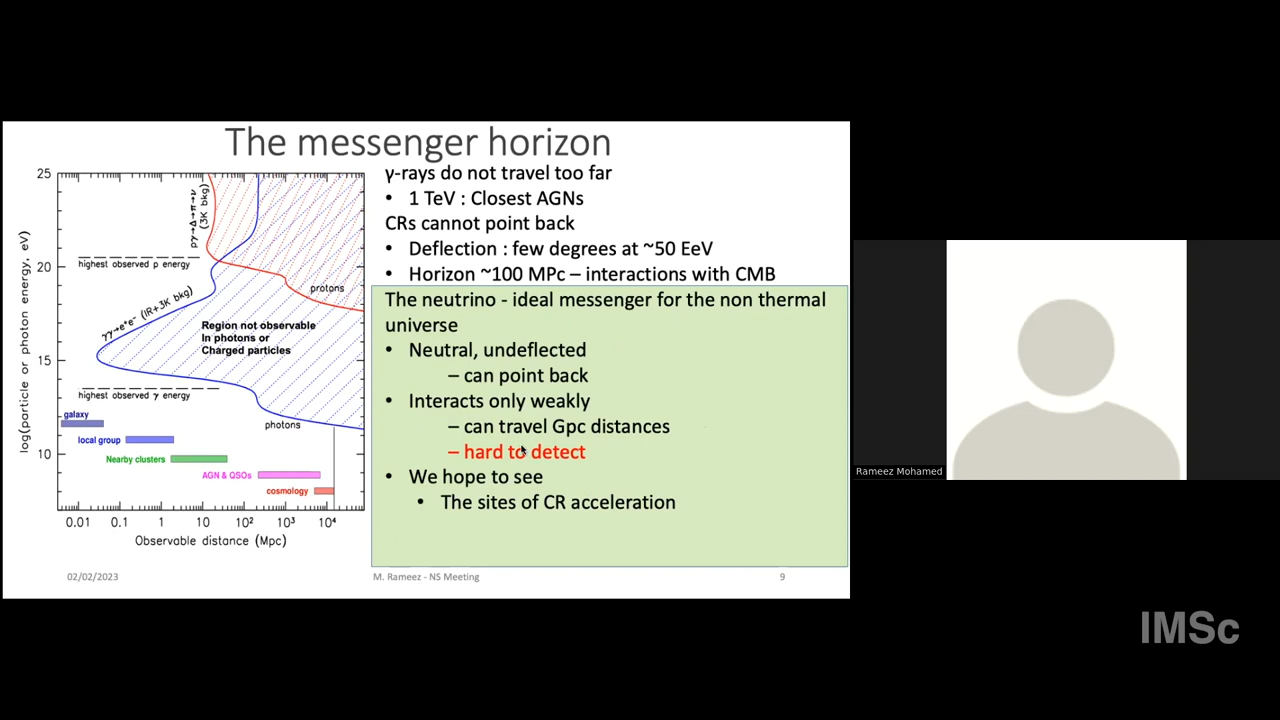 The messenger horizon
γ-rays do not travel too far
• 1 TeV : Closest AGNs
CRs cannot point back
• Deflection : few degrees at ~50 EeV
• Horizon ~100 MPc – interactions with CMB
The neutrino - ideal messenger for the non thermal
universe
• Neutral, undeflected
– can point back
• Interacts only weakly
– can travel Gpc distances
– hard to detect
• We hope to see
• The sites of CR acceleration
25
20
15
10
log(particle or photon energy, eV)
pγ→Δ→π→ν
(3K bkg)
highest observed p energy
protons
γγ→e⁺e⁻ (IR+3K bkg)
Region not observable
In photons or
Charged particles
highest observed γ energy
photons
galaxy
local group
Nearby clusters
AGN & QSOs
cosmology
0.01 0.1 1 10 10² 10³ 10⁴
Observable distance (Mpc)
02/02/2023
M. Rameez - NS Meeting
9
Rameez Mohamed
IMSc